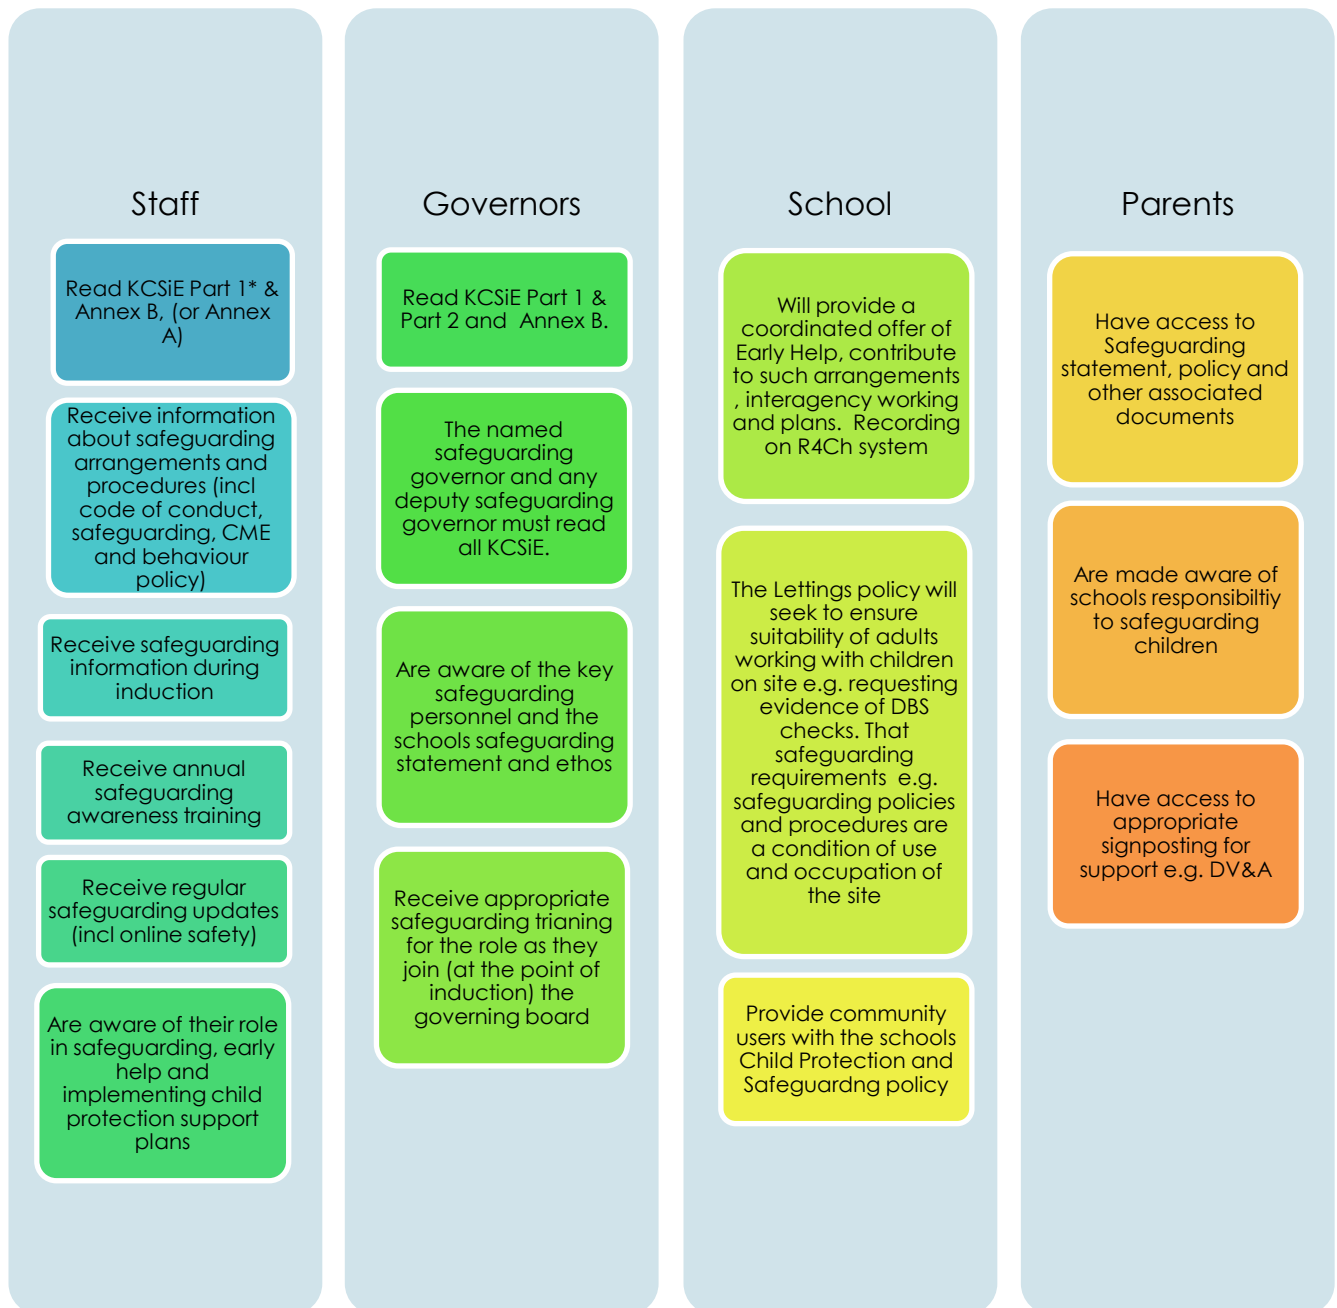 Staff
Read KCSiE Part 1* &
Annex B, (or Annex
A)
Receive information
about safeguarding
arrangements and
procedures (incl
code of conduct,
safeguarding, CME
and behaviour
policy)
Receive safeguarding
information during
induction
Receive annual
safeguarding
awareness training
Receive regular
safeguarding updates
(incl online safety)
Are aware of their role
in safeguarding, early
help and
implementing child
protection support
plans
Governors
Read KCSiE Part 1 &
Part 2 and  Annex B.
The named
safeguarding
governor and any
deputy safeguarding
governor must read
all KCSiE.
Are aware of the key
safeguarding
personnel and the
schools safeguarding
statement and ethos
Receive appropriate
safeguarding trianing
for the role as they
join (at the point of
induction) the
governing board
School
Will provide a
coordinated offer of
Early Help, contribute
to such arrangements
, interagency working
and plans.  Recording
on R4Ch system
The Lettings policy will
seek to ensure
suitability of adults
working with children
on site e.g. requesting
evidence of DBS
checks. That
safeguarding
requirements  e.g.
safeguarding policies
and procedures are
a condition of use
and occupation of
the site
Provide community
users with the schools
Child Protection and
Safeguardng policy
Parents
Have access to
Safeguarding
statement, policy and
other associated
documents
Are made aware of
schools responsibiltiy
to safeguarding
children
Have access to
appropriate
signposting for
support e.g. DV&A